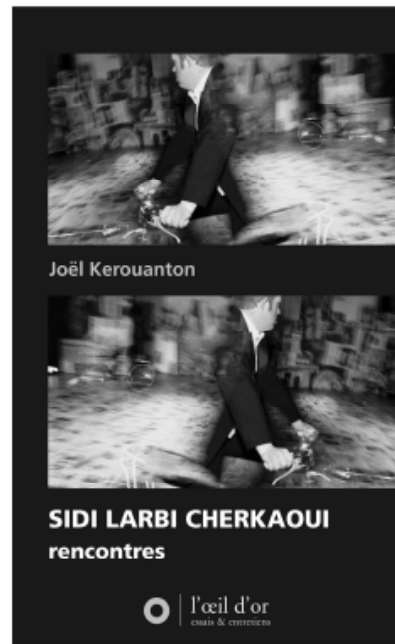 Joël Kerouanton
SIDI LARBI CHERKAOUI
rencontres
l'œil d'or
essais & entretiens